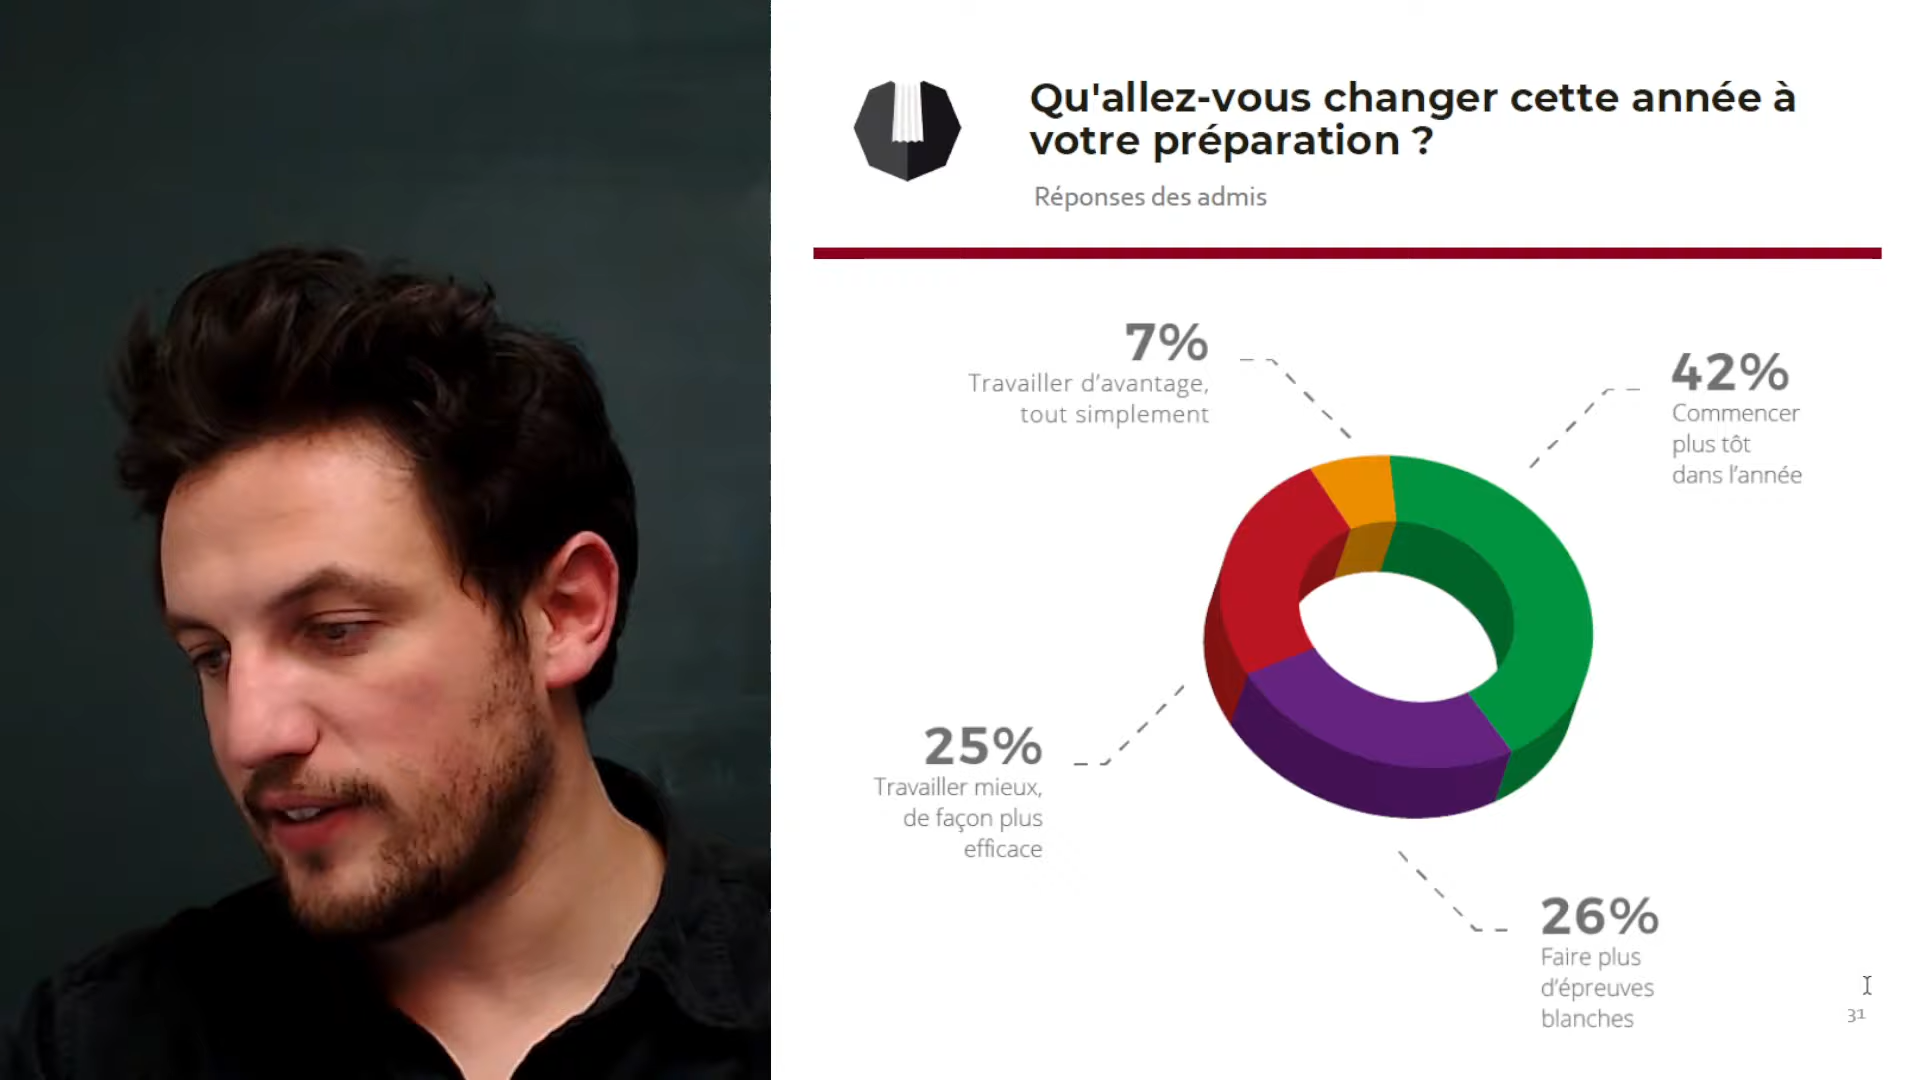 Qu'allez-vous changer cette année à
votre préparation ?
Réponses des admis
7%
Travailler d’avantage,
tout simplement
42%
Commencer
plus tôt
dans l’année
25%
Travailler mieux,
de façon plus
efficace
26%
Faire plus
d’épreuves
blanches
31